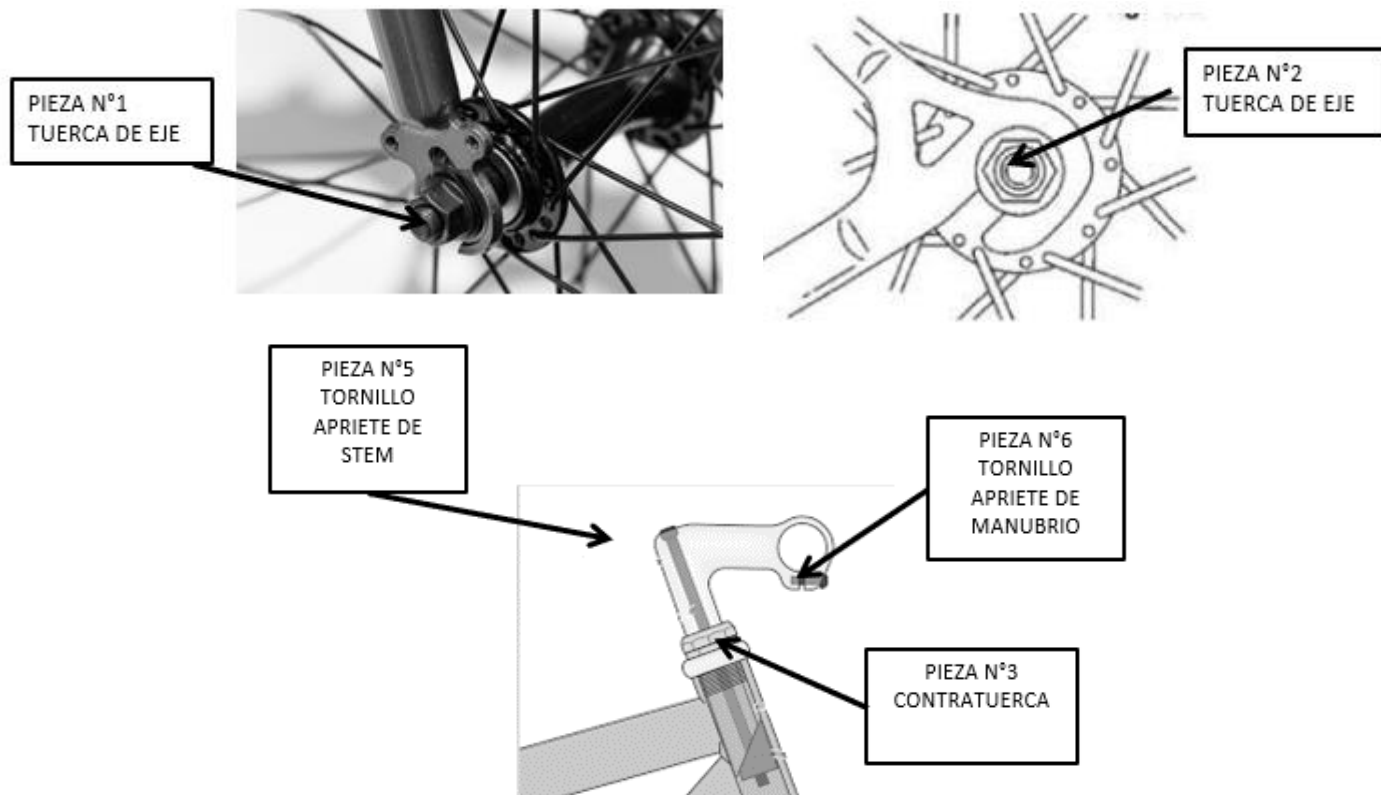 PIEZA N°1
TUERCA DE EJE
PIEZA N°2
TUERCA DE EJE
PIEZA N°5
TORNILLO
APRIETE DE
STEM
PIEZA N°6
TORNILLO
APRIETE DE
MANUBRIO
PIEZA N°3
CONTRATUERCA